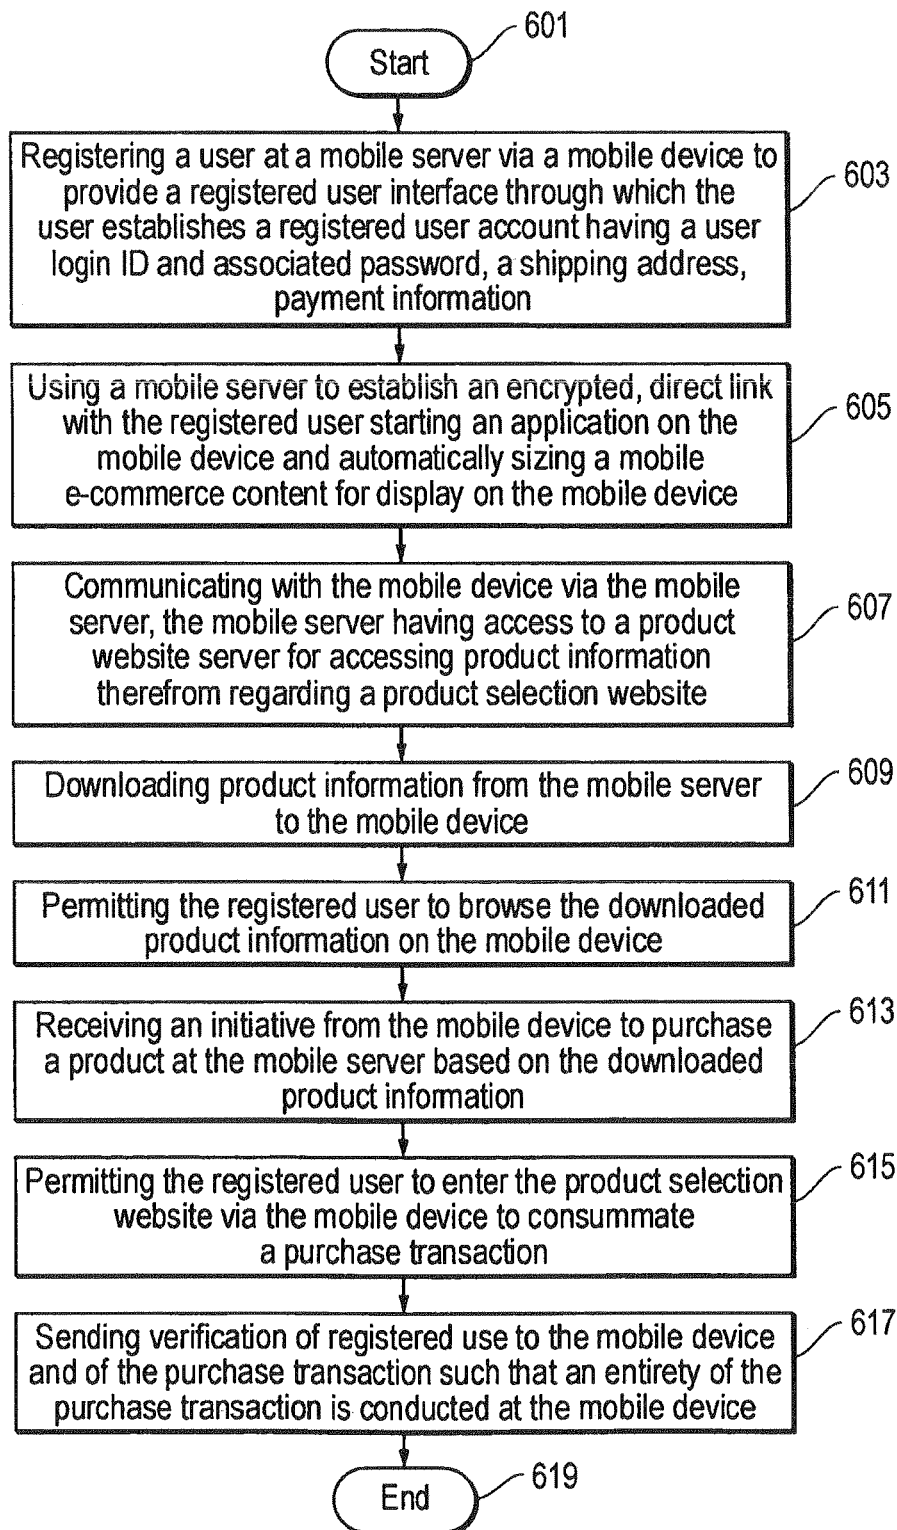 601
Start
Registering a user at a mobile server via a mobile device to
provide a registered user interface through which the
user establishes a registered user account having a user
login ID and associated password, a shipping address,
payment information
603
Using a mobile server to establish an encrypted, direct link
with the registered user starting an application on the
mobile device and automatically sizing a mobile
e-commerce content for display on the mobile device
605
Communicating with the mobile device via the mobile
server, the mobile server having access to a product
website server for accessing product information
therefrom regarding a product selection website
607
Downloading product information from the mobile server
to the mobile device
609
Permitting the registered user to browse the downloaded
product information on the mobile device
611
Receiving an initiative from the mobile device to purchase
a product at the mobile server based on the downloaded
product information
613
Permitting the registered user to enter the product selection
website via the mobile device to consummate
a purchase transaction
615
Sending verification of registered use to the mobile device
and of the purchase transaction such that an entirety of the
purchase transaction is conducted at the mobile device
617
End
619